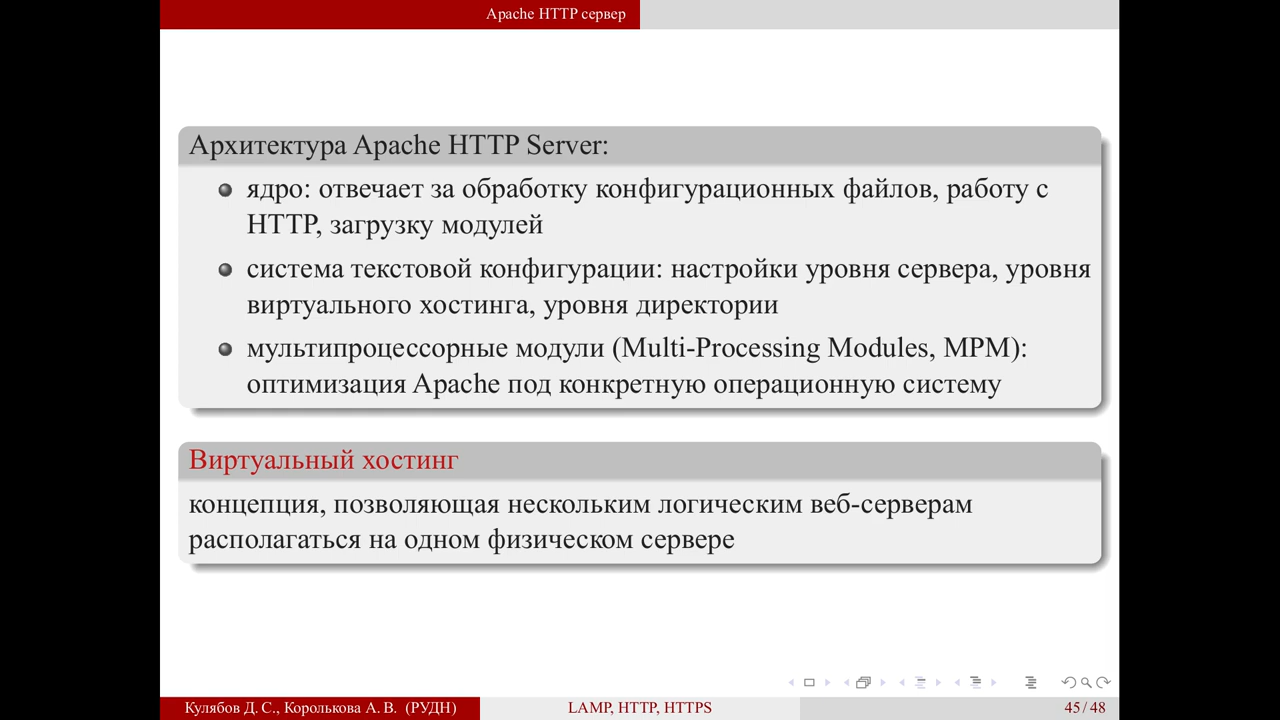 Apache HTTP сервер
Архитектура Apache HTTP Server:
ядро: отвечает за обработку конфигурационных файлов, работу с
HTTP, загрузку модулей
система текстовой конфигурации: настройки уровня сервера, уровня
виртуального хостинга, уровня директории
мультипроцессорные модули (Multi-Processing Modules, MPM):
оптимизация Apache под конкретную операционную систему
Виртуальный хостинг
концепция, позволяющая нескольким логическим веб-серверам
располагаться на одном физическом сервере
Кулябов Д. С., Королькова А. В. (РУДН)
LAMP, HTTP, HTTPS
45 / 48